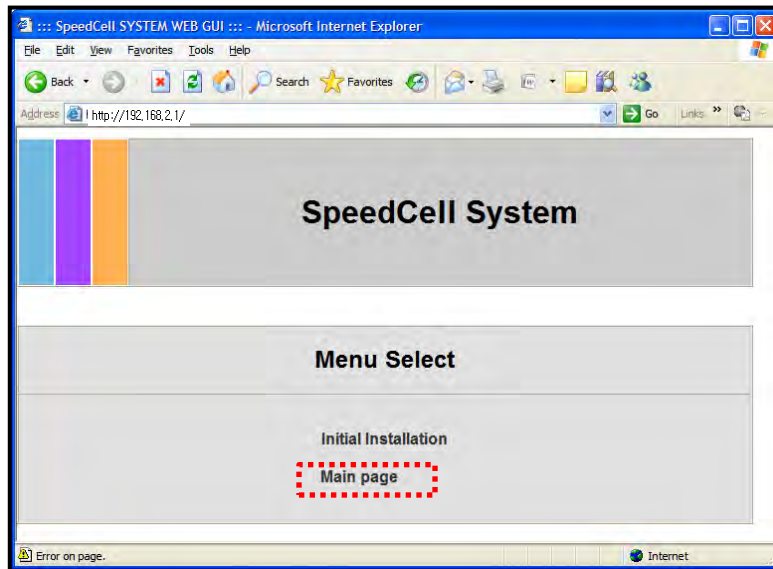 ::: SpeedCell SYSTEM WEB GUI ::: - Microsoft Internet Explorer
File Edit View Favorites Tools Help
Back Search Favorites
Address http://192,168,2,1/ Go Links »
SpeedCell System
Menu Select
Initial Installation
Main page
Error on page. Internet